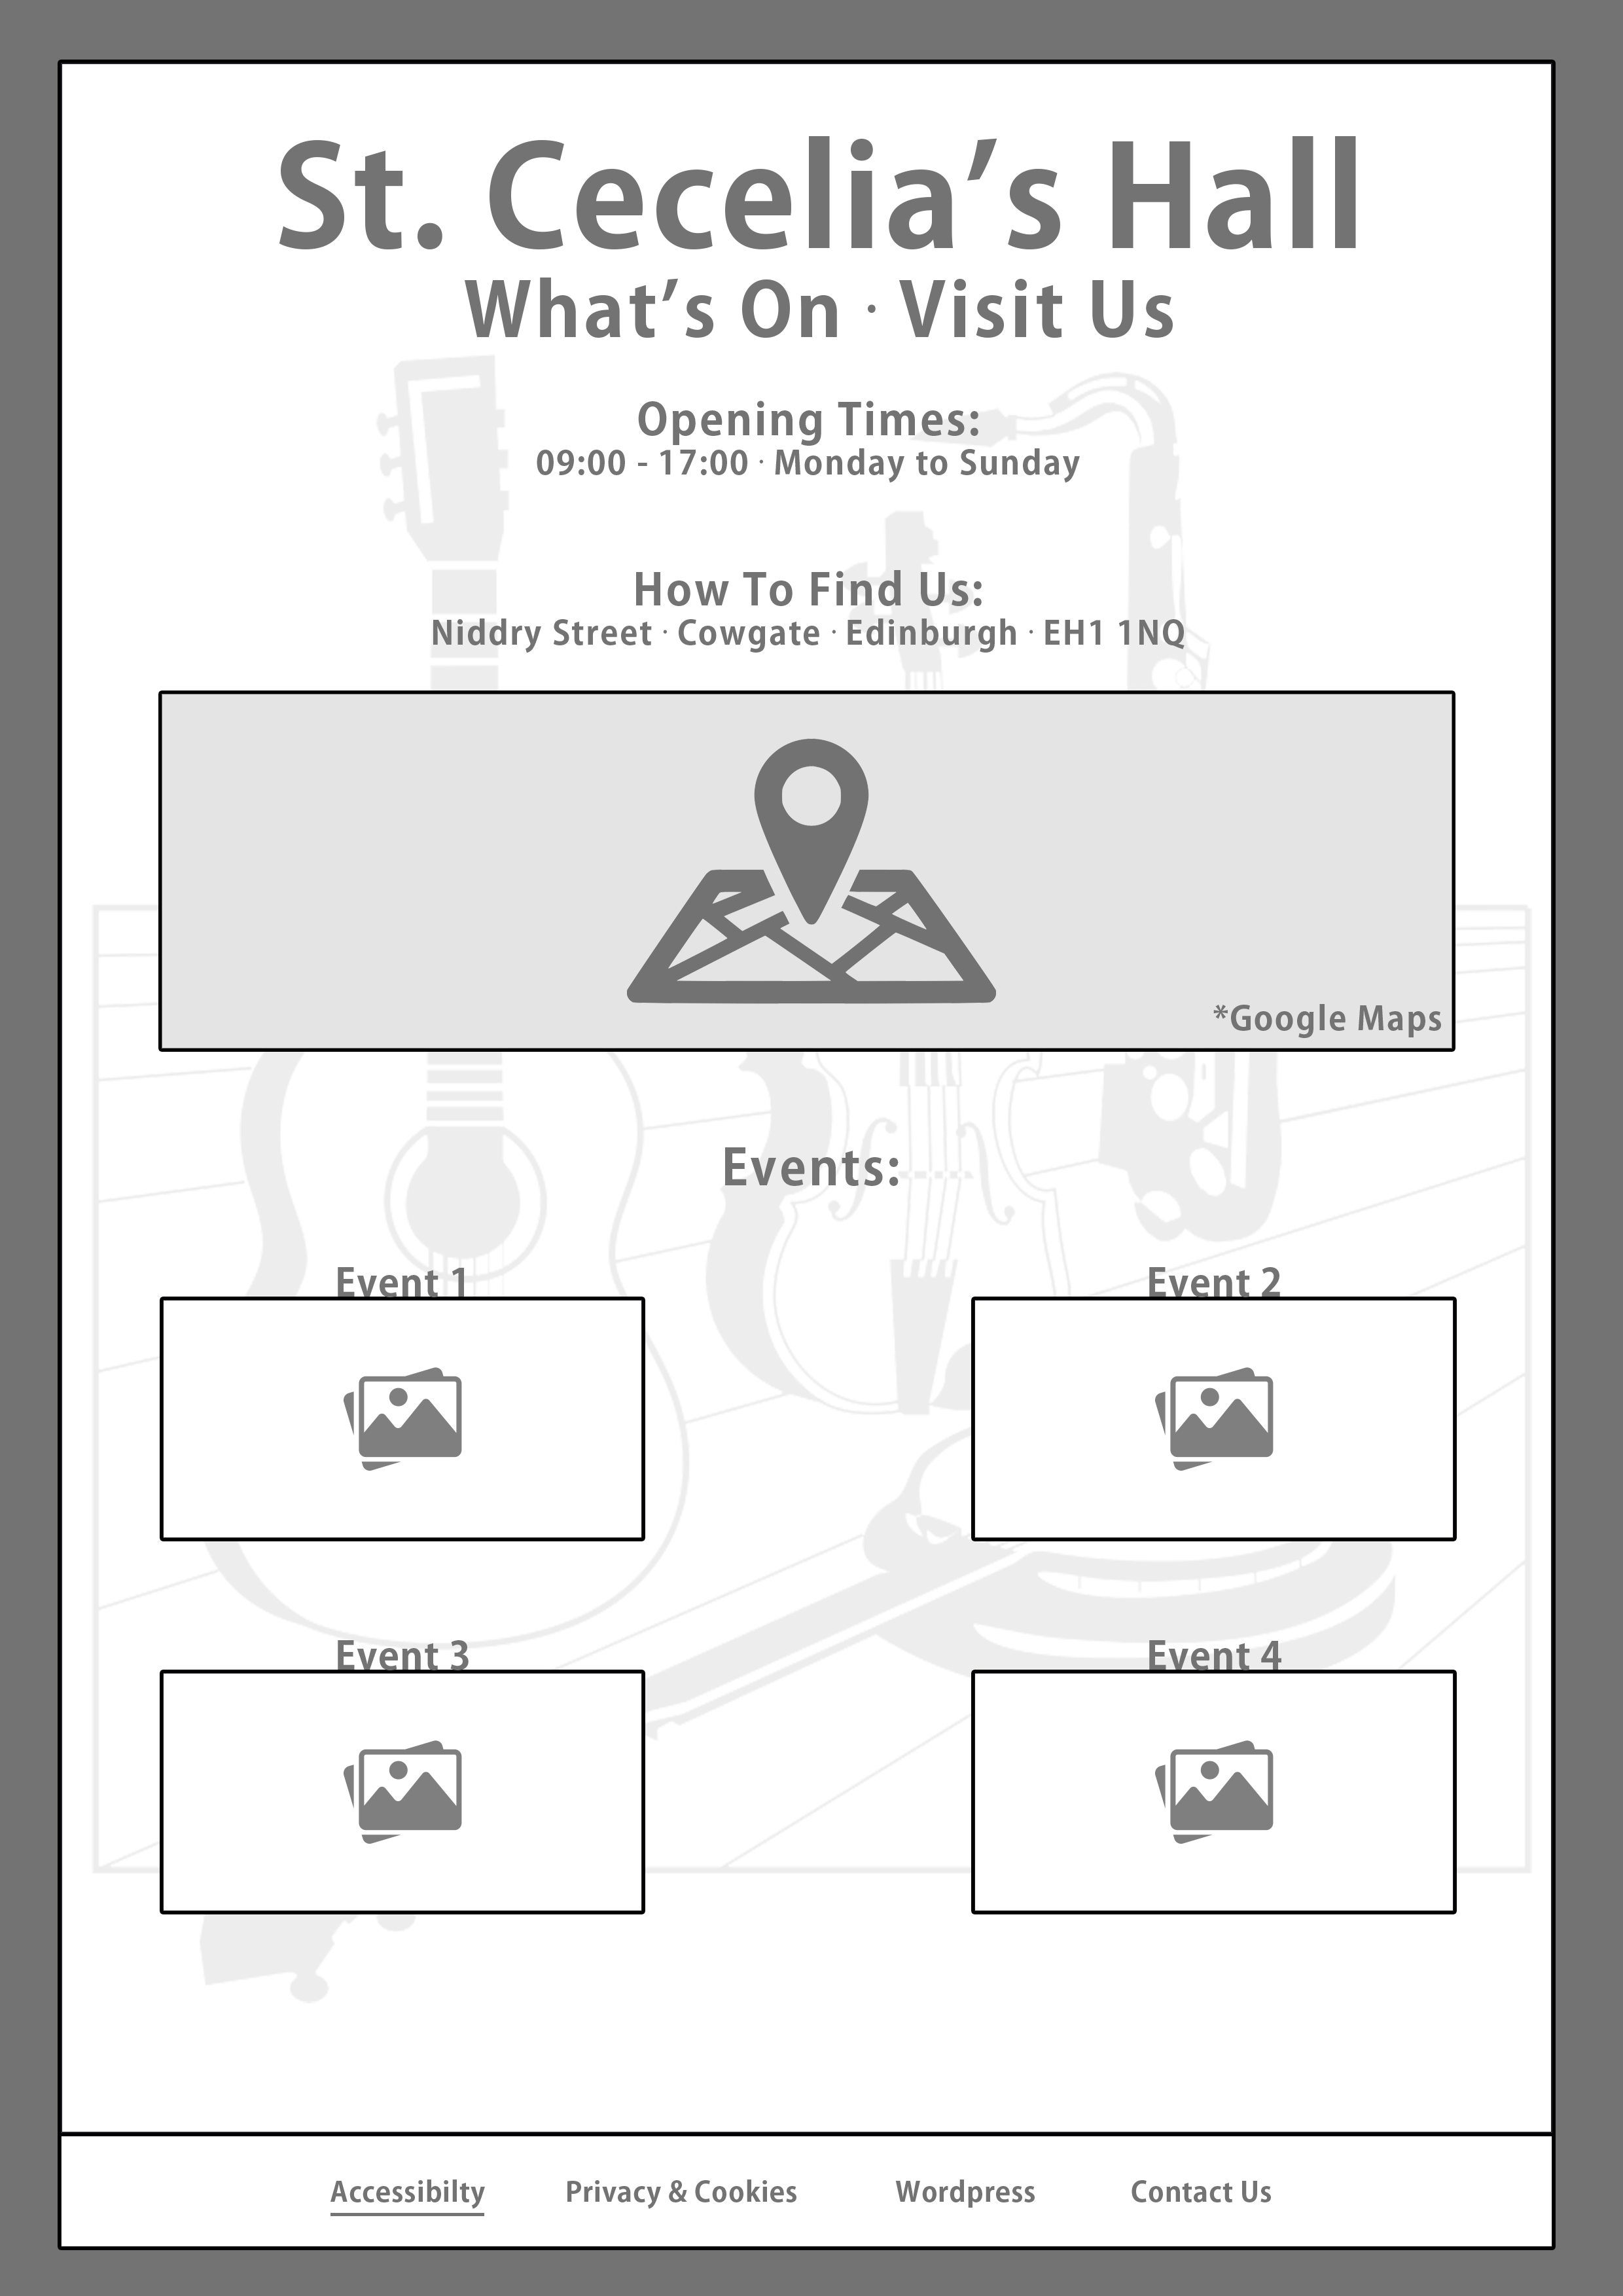 St. Cecelia’s Hall
What’s On · Visit Us
Opening Times:
09:00 - 17:00 · Monday to Sunday
How To Find Us:
Niddry Street · Cowgate · Edinburgh · EH1 1NQ
*Google Maps
Events:
Event 1
Event 2
Event 3
Event 4
Accessibilty
Privacy & Cookies
Wordpress
Contact Us